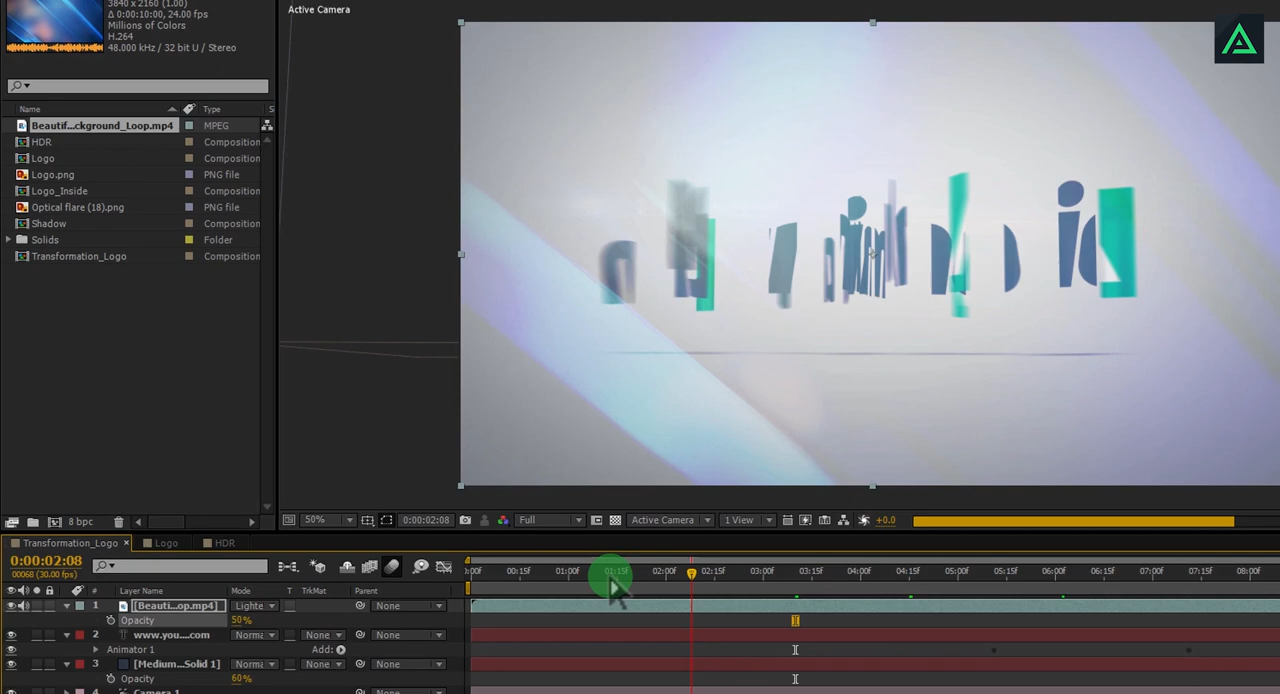 3840 x 2160 (1.00)
Δ 0:00:10:00, 24.00 fps
Millions of Colors
H.264
48.000 kHz / 32 bit U / Stereo
Active Camera
Name Type S
Beautif...ckground_Loop.mp4 MPEG
HDR Composition
Logo Composition
Logo.png PNG file
Logo_Inside Composition
Optical flare (18).png PNG file
Shadow Composition
Solids Folder
Transformation_Logo Composition
8 bpc
50% 0:00:02:08 Full Active Camera 1 View +0.0
Transformation_Logo × Logo HDR
0:00:02:08
00068 (30.00 fps)
:00f 00:15f 01:00f 01:15f 02:00f 02:15f 03:00f 03:15f 04:00f 04:15f 05:00f 05:15f 06:00f 06:15f 07:00f 07:15f 08:00f
# Layer Name Mode T TrkMat Parent
1 [Beauti...op.mp4] Lighte None
Opacity 50%
2 www.you....com Norma None None
Animator 1 Add:
3 [Medium...Solid 1] Norma None None
Opacity 60%
4 Camera 1